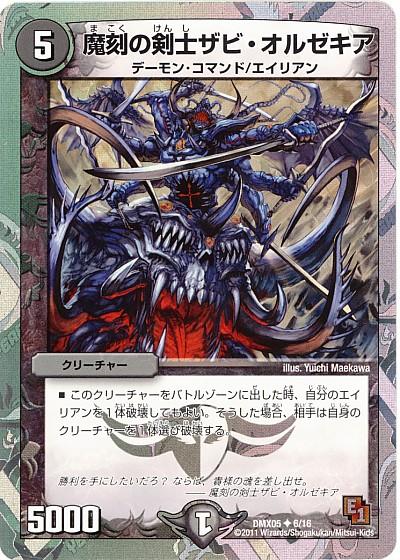 5
ま こく けん し
魔刻の剣士ザビ・オルゼキア
デーモン・コマンド/エイリアン
クリーチャー
illus. Yuichi Maekawa
■ このクリーチャーをバトルゾーンに出した時、自分のエイ
リアンを1体破壊してもよい。そうした場合、相手は自身の
クリーチャーを1体選び破壊する。
勝利を手にしたいだろ? ならば、貴様の魂を差し出せ。
―― 魔刻の剣士ザビ・オルゼキア
5000
DMX05 ◆ 6/16
©2011 Wizards/Shogakukan/Mitsui-Kids
E1